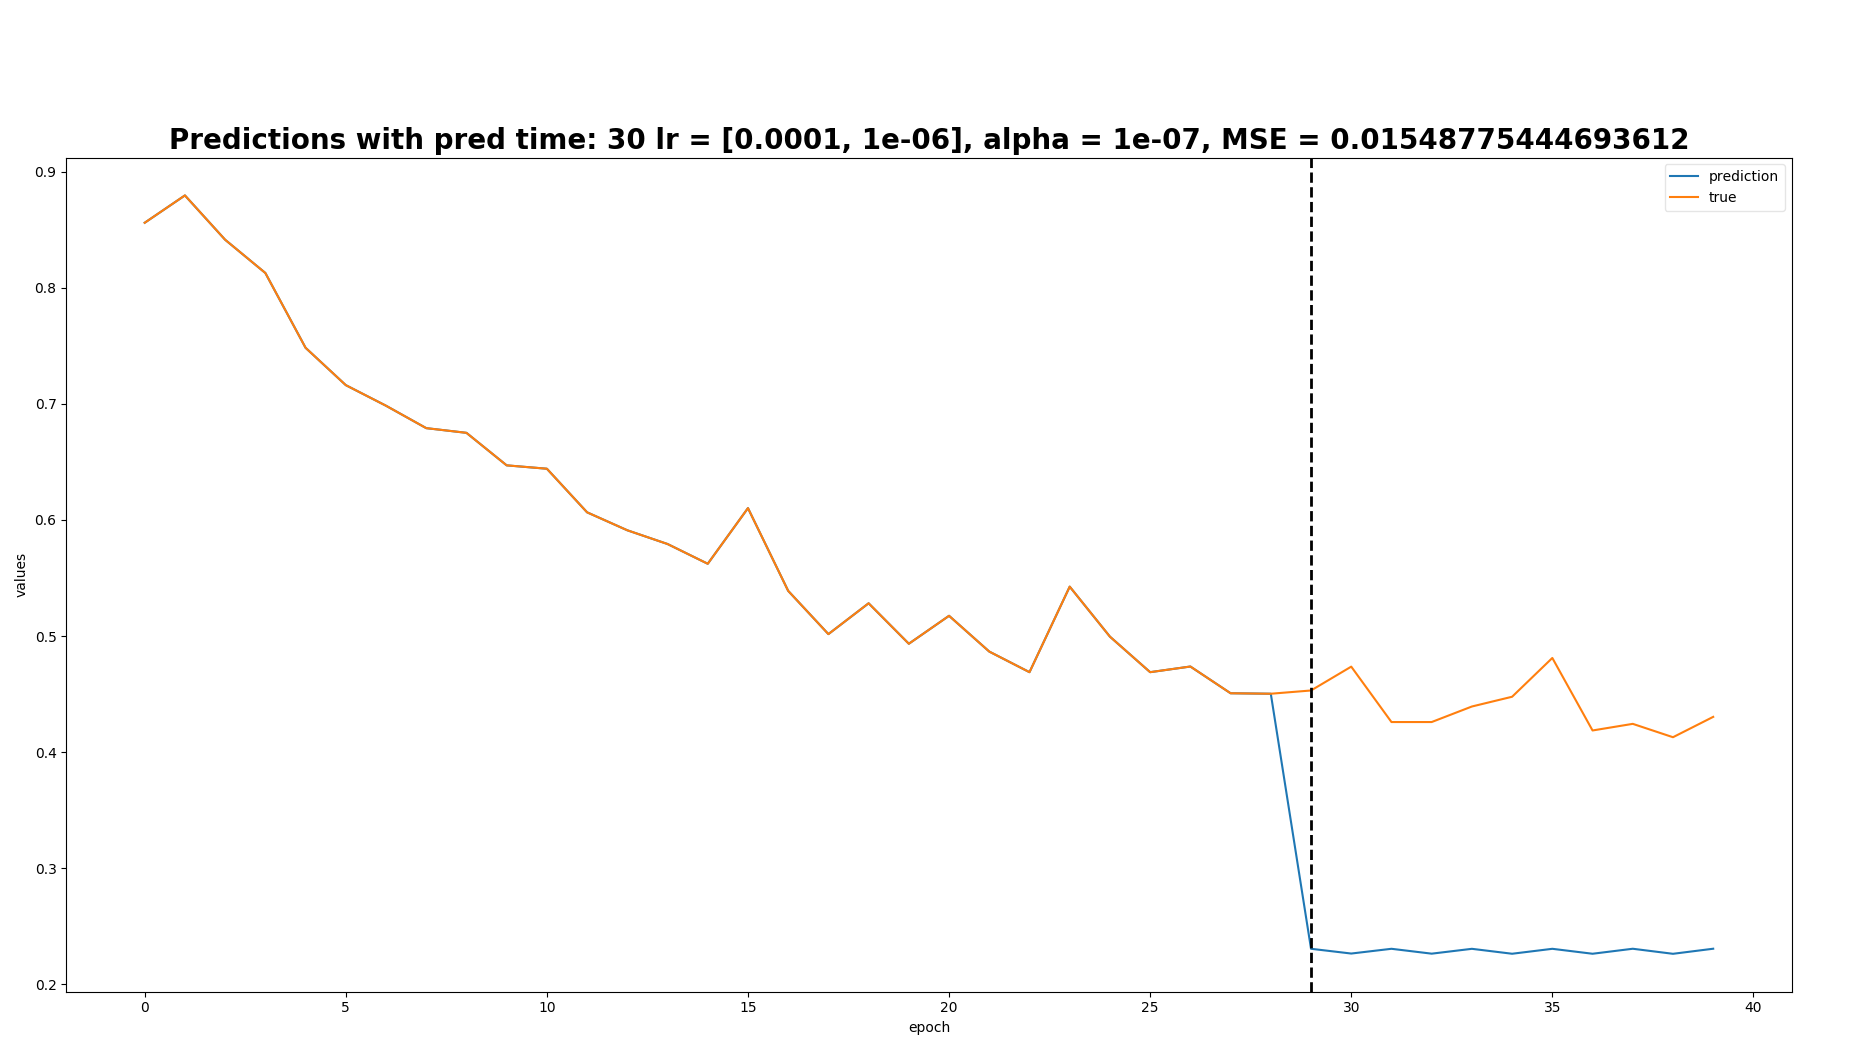 Predictions with pred time: 30 lr = [0.0001, 1e-06], alpha = 1e-07, MSE = 0.01548775444693612
prediction
true
0.9
0.8
0.7
0.6
0.5
0.4
0.3
0.2
values
0 5 10 15 20 25 30 35 40
epoch